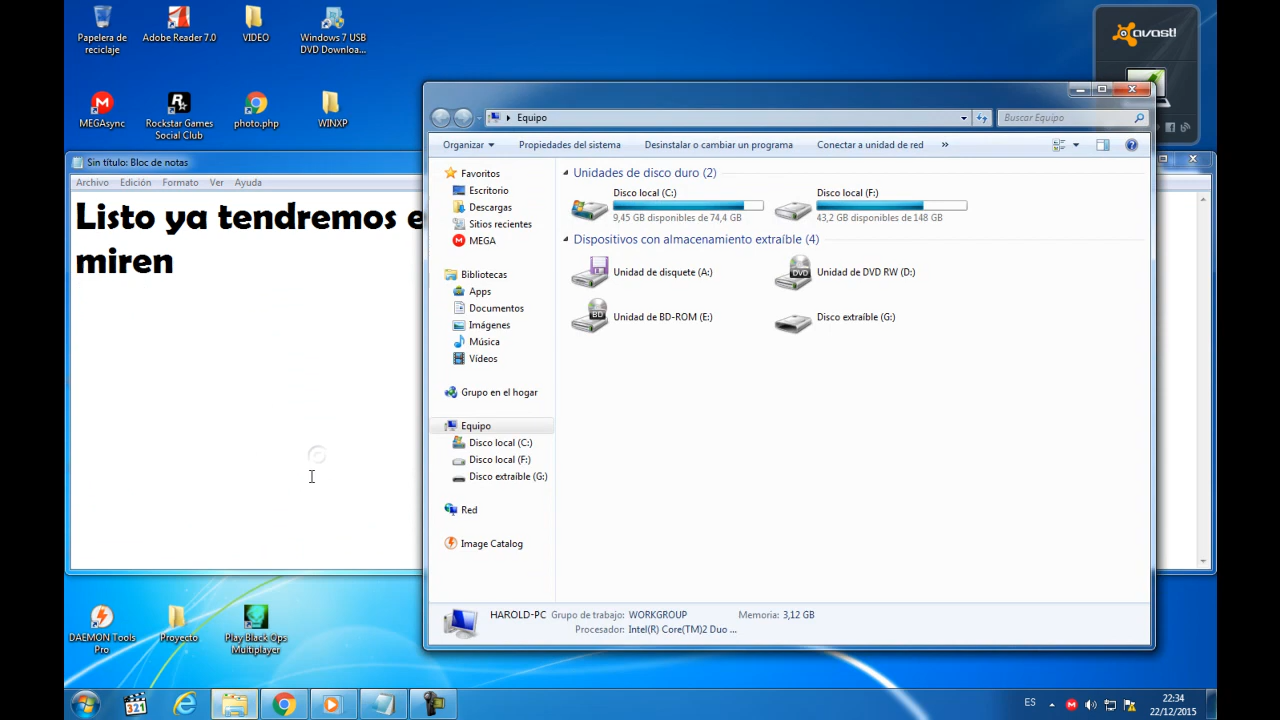 Papelera de
reciclaje
Adobe Reader 7.0
VIDEO
Windows 7 USB
DVD Downloa...
avast!
MEGAsync
Rockstar Games
Social Club
photo.php
WINXP
Sin título: Bloc de notas
Archivo Edición Formato Ver Ayuda
Listo ya tendremos e
miren
Equipo
Buscar Equipo
Organizar Propiedades del sistema Desinstalar o cambiar un programa Conectar a unidad de red »
Favoritos
Escritorio
Descargas
Sitios recientes
MEGA
Bibliotecas
Apps
Documentos
Imágenes
Música
Vídeos
Grupo en el hogar
Equipo
Disco local (C:)
Disco local (F:)
Disco extraíble (G:)
Red
Image Catalog
Unidades de disco duro (2)
Disco local (C:)
9,45 GB disponibles de 74,4 GB
Disco local (F:)
43,2 GB disponibles de 148 GB
Dispositivos con almacenamiento extraíble (4)
Unidad de disquete (A:)
DVD
Unidad de DVD RW (D:)
BD
Unidad de BD-ROM (E:)
Disco extraíble (G:)
HAROLD-PC Grupo de trabajo: WORKGROUP Memoria: 3,12 GB
Procesador: Intel(R) Core(TM)2 Duo ...
DAEMON Tools
Pro
Proyecto
Play Black Ops
Multiplayer
321
ES
22:34
22/12/2015